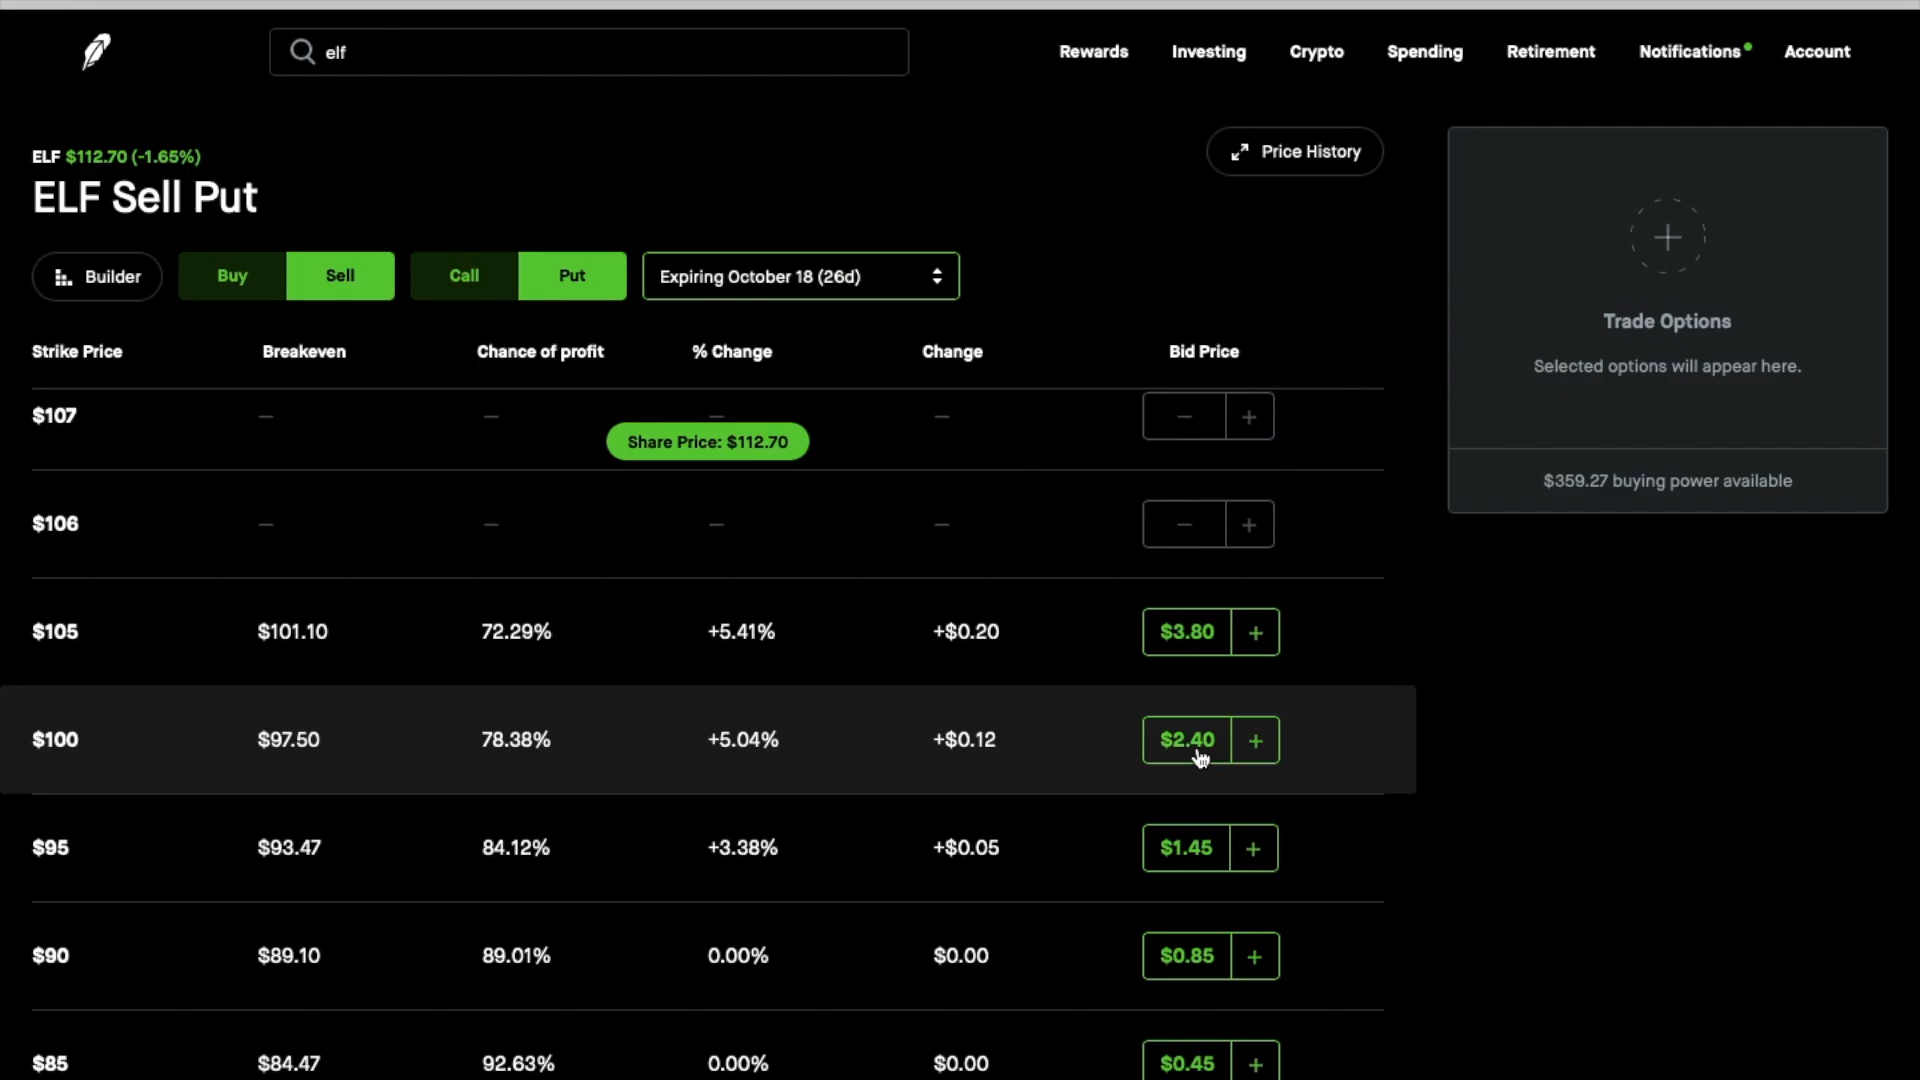 elf
Rewards Investing Crypto Spending Retirement Notifications Account
ELF $112.70 (-1.65%)
ELF Sell Put
Price History
Builder Buy Sell Call Put Expiring October 18 (26d)
Strike Price Breakeven Chance of profit % Change Change Bid Price
$107 — — — — — +
Share Price: $112.70
$106 — — — — — +
$105 $101.10 72.29% +5.41% +$0.20 $3.80 +
$100 $97.50 78.38% +5.04% +$0.12 $2.40 +
$95 $93.47 84.12% +3.38% +$0.05 $1.45 +
$90 $89.10 89.01% 0.00% $0.00 $0.85 +
$85 $84.47 92.63% 0.00% $0.00 $0.45 +
Trade Options
Selected options will appear here.
$359.27 buying power available